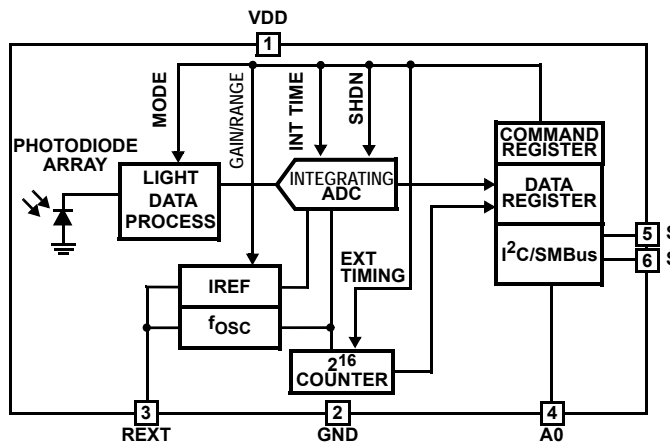 VDD
1
MODE
GAIN/RANGE
INT TIME
SHDN
COMMAND
REGISTER
PHOTODIODE
ARRAY
LIGHT
DATA
PROCESS
INTEGRATING
ADC
DATA
REGISTER
EXT
TIMING
I²C/SMBus
5 S
6 S
IREF
fOSC
2¹⁶
COUNTER
3
REXT
2
GND
4
A0